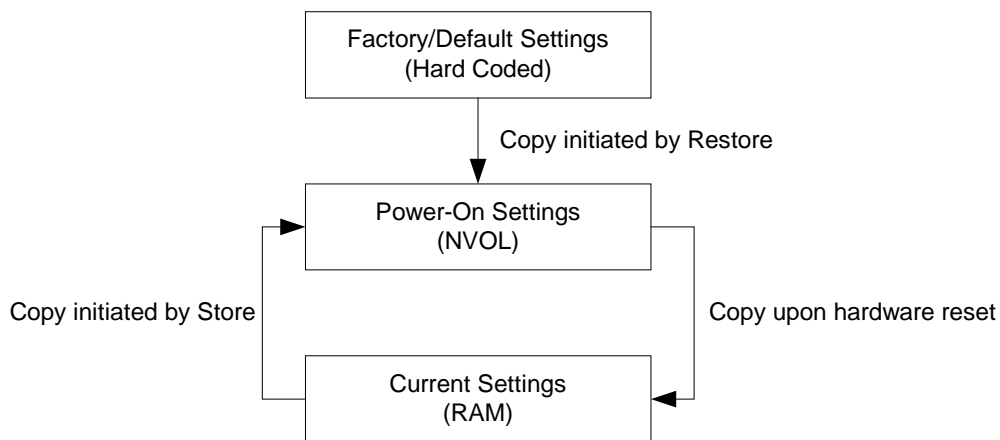 Factory/Default Settings
(Hard Coded)
Copy initiated by Restore
Power-On Settings
(NVOL)
Copy initiated by Store
Copy upon hardware reset
Current Settings
(RAM)